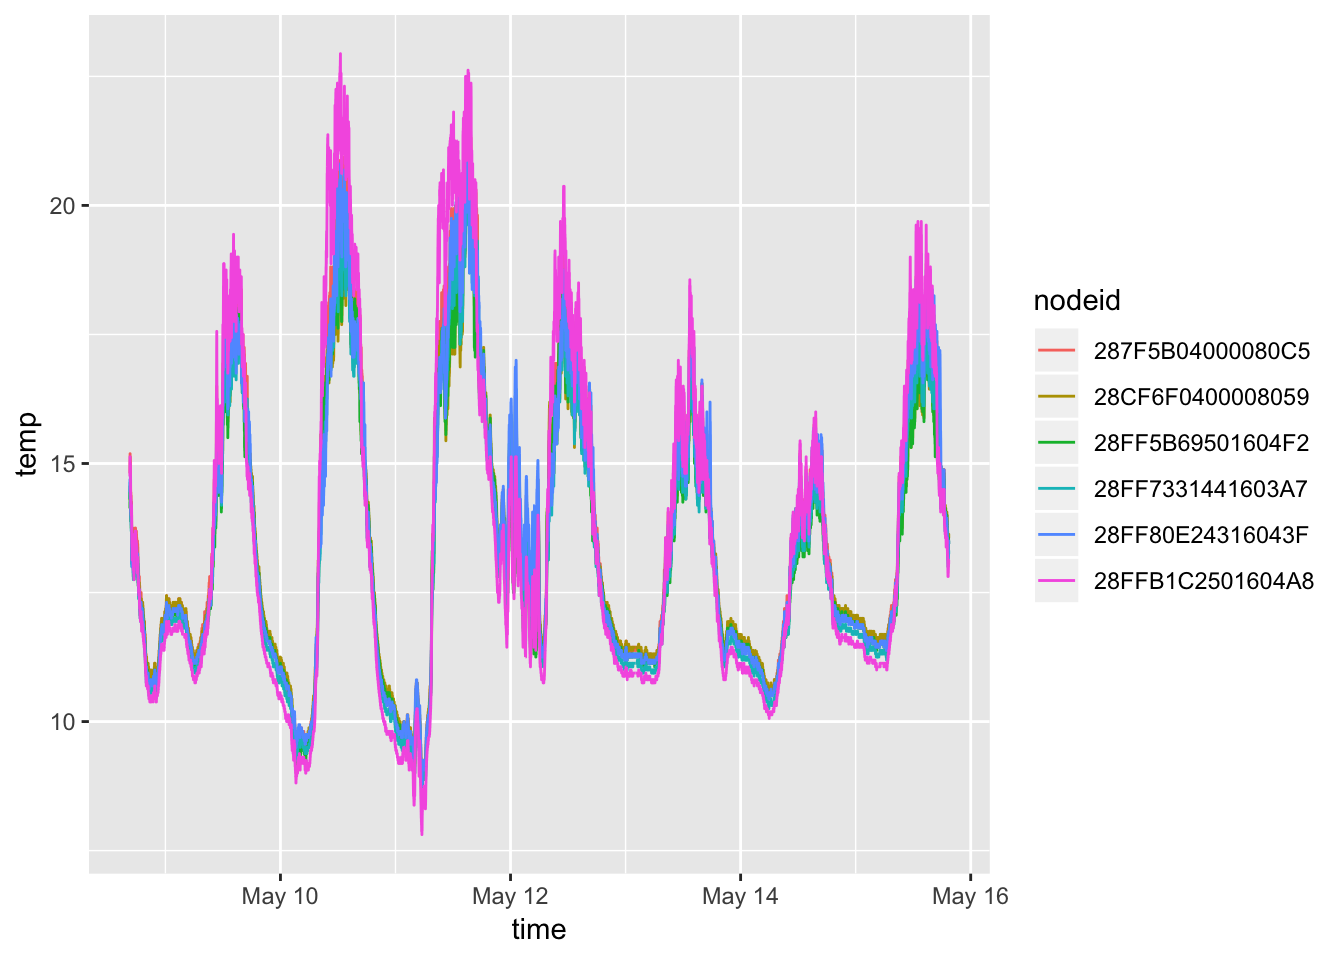 20
15
10
temp
May 10
May 12
May 14
May 16
time
nodeid
287F5B04000080C5
28CF6F0400008059
28FF5B69501604F2
28FF7331441603A7
28FF80E24316043F
28FFB1C2501604A8